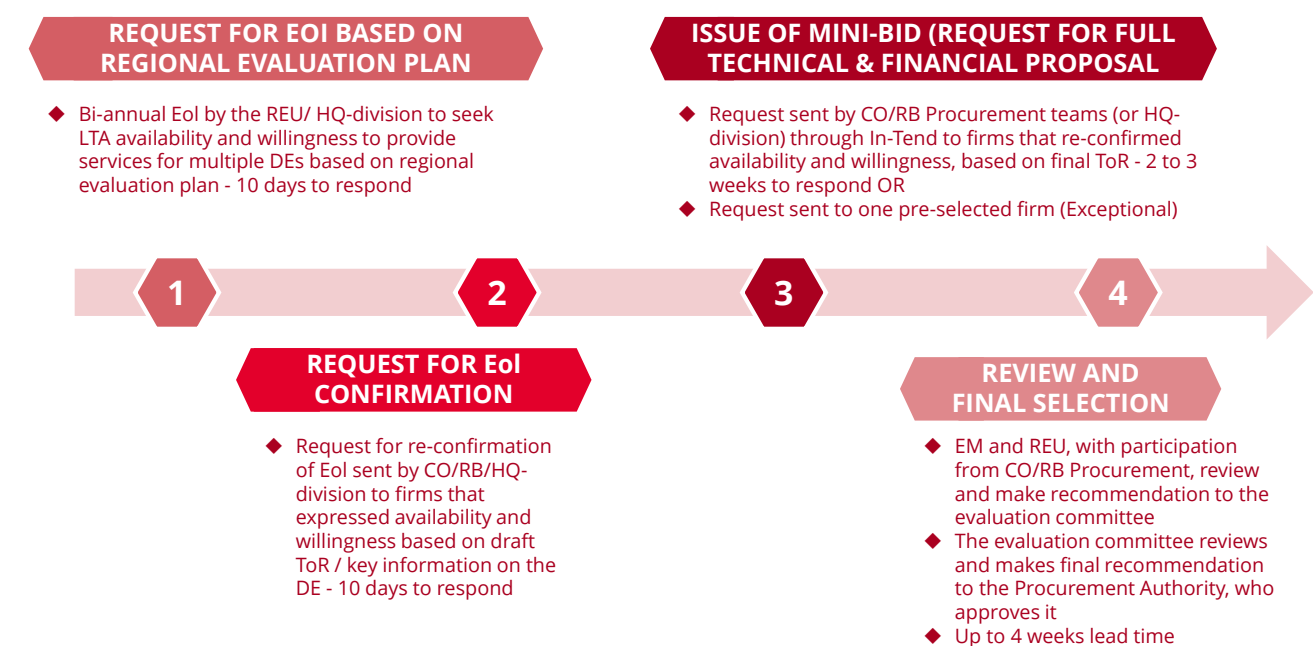 REQUEST FOR EOI BASED ON
REGIONAL EVALUATION PLAN
◆ Bi-annual EoI by the REU/ HQ-division to seek
LTA availability and willingness to provide
services for multiple DEs based on regional
evaluation plan - 10 days to respond
ISSUE OF MINI-BID (REQUEST FOR FULL
TECHNICAL & FINANCIAL PROPOSAL
◆ Request sent by CO/RB Procurement teams (or HQ-
division) through In-Tend to firms that re-confirmed
availability and willingness, based on final ToR - 2 to 3
weeks to respond OR
◆ Request sent to one pre-selected firm (Exceptional)
1
2
3
4
REQUEST FOR EoI
CONFIRMATION
◆ Request for re-confirmation
of EoI sent by CO/RB/HQ-
division to firms that
expressed availability and
willingness based on draft
ToR / key information on the
DE - 10 days to respond
REVIEW AND
FINAL SELECTION
◆ EM and REU, with participation
from CO/RB Procurement, review
and make recommendation to the
evaluation committee
◆ The evaluation committee reviews
and makes final recommendation
to the Procurement Authority, who
approves it
◆ Up to 4 weeks lead time